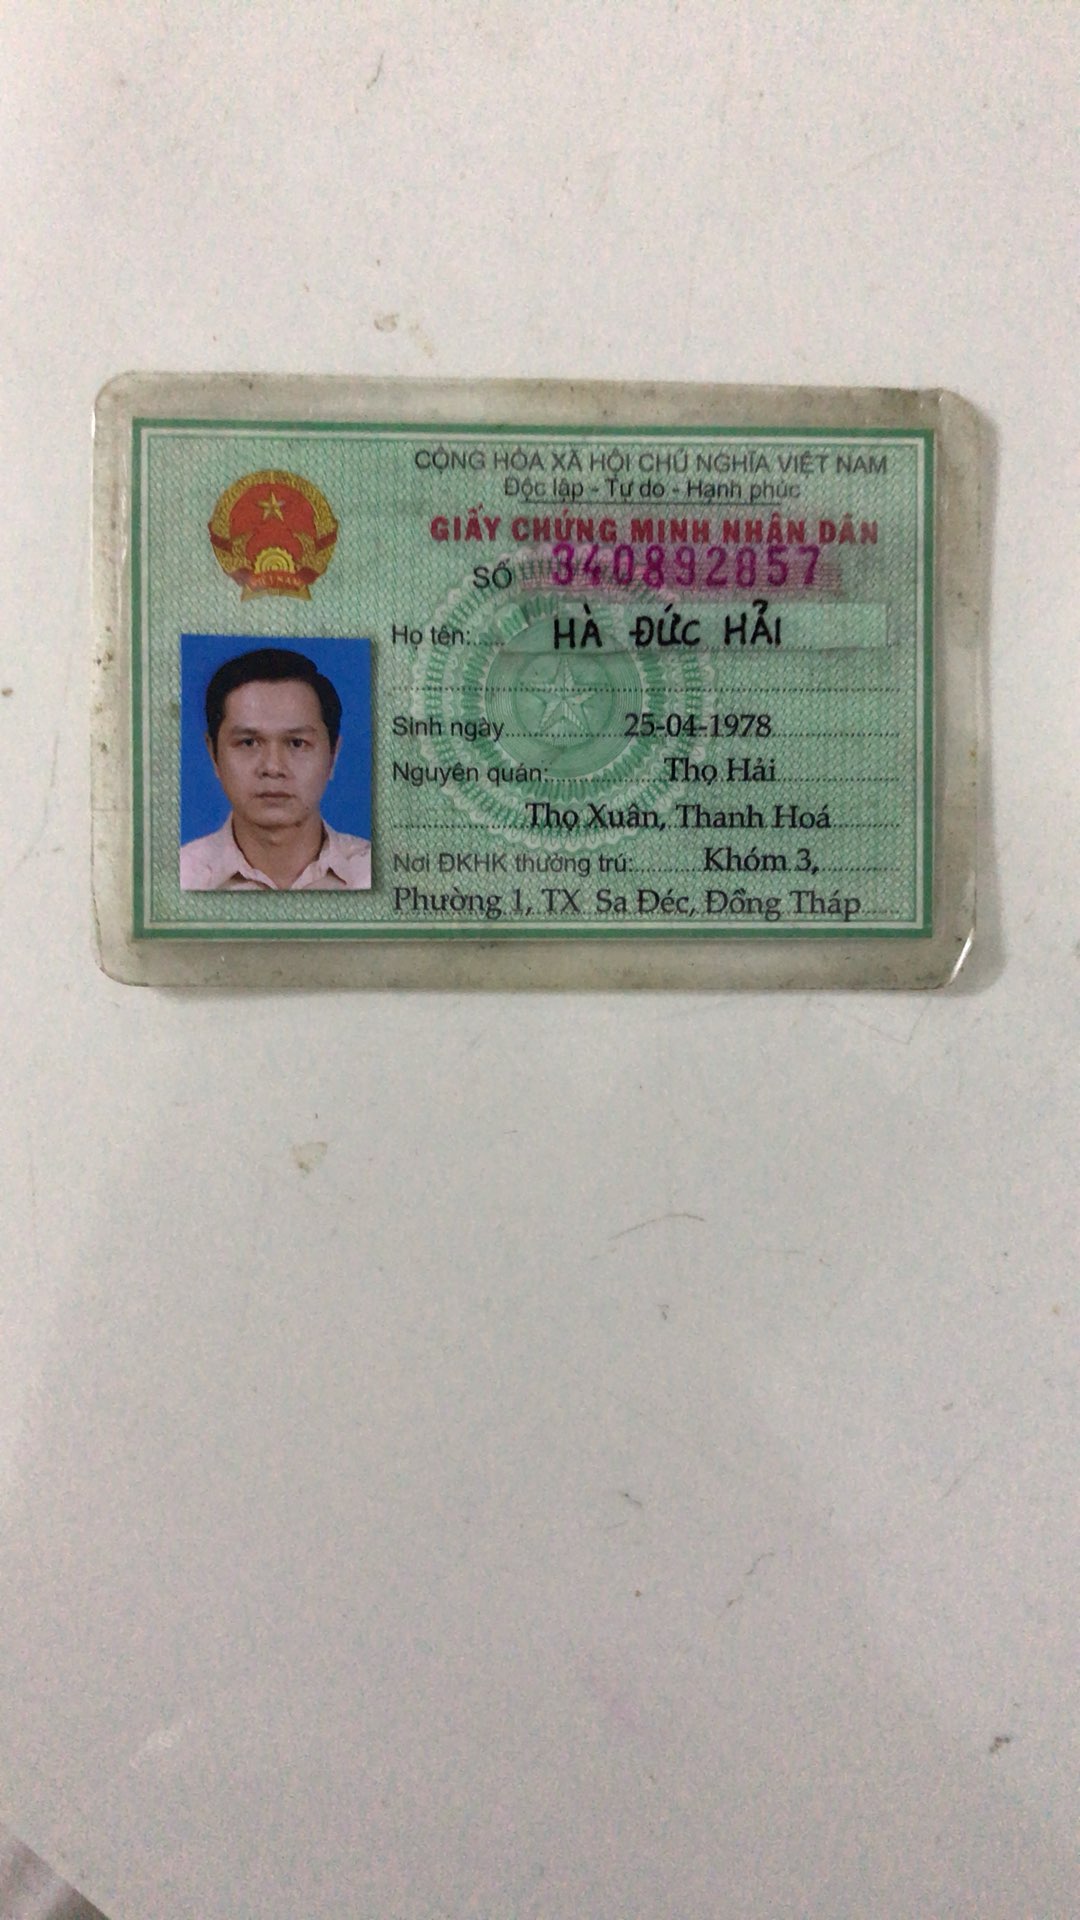 CỘNG HÒA XÃ HỘI CHỦ NGHĨA VIỆT NAM
Độc lập - Tự do - Hạnh phúc
GIẤY CHỨNG MINH NHÂN DÂN
SỐ 340892857
VIỆT NAM
Họ tên: HÀ ĐỨC HẢI
Sinh ngày 25-04-1978
Nguyên quán: Thọ Hải
Thọ Xuân, Thanh Hoá
Nơi ĐKHK thường trú: Khóm 3,
Phường 1, TX Sa Đéc, Đồng Tháp